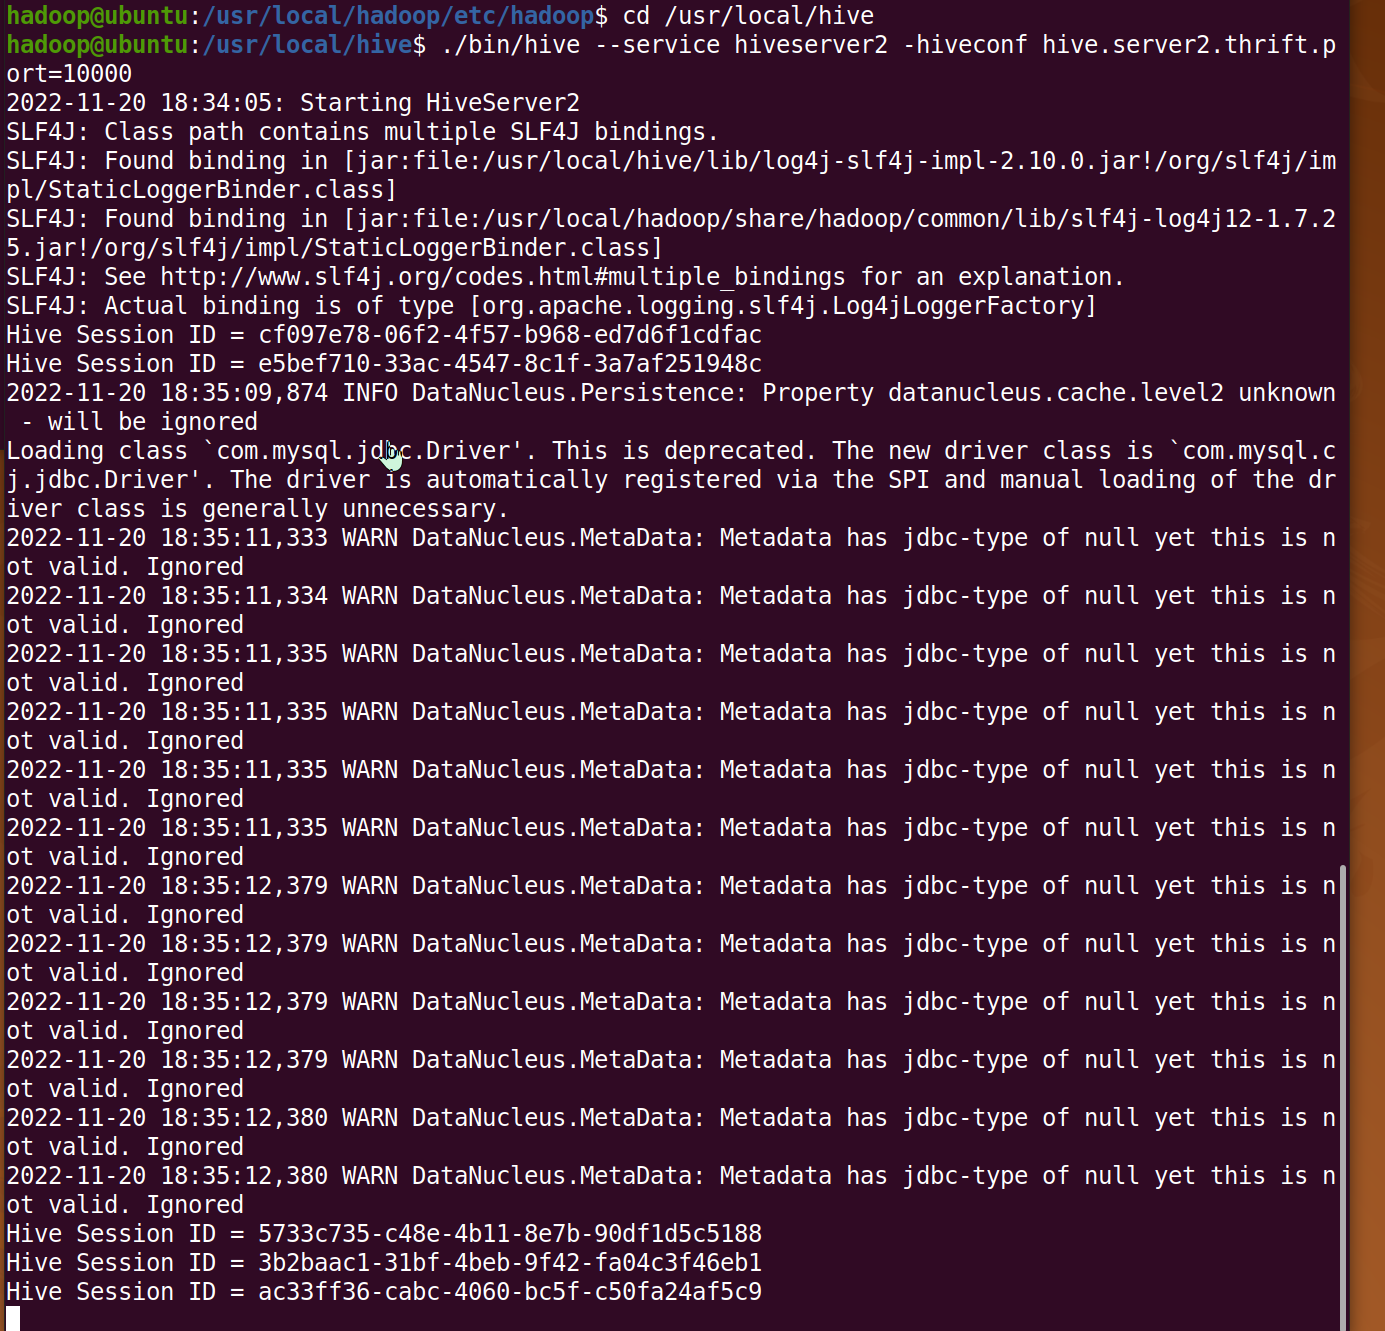 hadoop@ubuntu:/usr/local/hadoop/etc/hadoop$ cd /usr/local/hive
hadoop@ubuntu:/usr/local/hive$ ./bin/hive --service hiveserver2 -hiveconf hive.server2.thrift.p
ort=10000
2022-11-20 18:34:05: Starting HiveServer2
SLF4J: Class path contains multiple SLF4J bindings.
SLF4J: Found binding in [jar:file:/usr/local/hive/lib/log4j-slf4j-impl-2.10.0.jar!/org/slf4j/im
pl/StaticLoggerBinder.class]
SLF4J: Found binding in [jar:file:/usr/local/hadoop/share/hadoop/common/lib/slf4j-log4j12-1.7.2
5.jar!/org/slf4j/impl/StaticLoggerBinder.class]
SLF4J: See http://www.slf4j.org/codes.html#multiple_bindings for an explanation.
SLF4J: Actual binding is of type [org.apache.logging.slf4j.Log4jLoggerFactory]
Hive Session ID = cf097e78-06f2-4f57-b968-ed7d6f1cdfac
Hive Session ID = e5bef710-33ac-4547-8c1f-3a7af251948c
2022-11-20 18:35:09,874 INFO DataNucleus.Persistence: Property datanucleus.cache.level2 unknown
 - will be ignored
Loading class `com.mysql.jdbc.Driver'. This is deprecated. The new driver class is `com.mysql.c
j.jdbc.Driver'. The driver is automatically registered via the SPI and manual loading of the dr
iver class is generally unnecessary.
2022-11-20 18:35:11,333 WARN DataNucleus.MetaData: Metadata has jdbc-type of null yet this is n
ot valid. Ignored
2022-11-20 18:35:11,334 WARN DataNucleus.MetaData: Metadata has jdbc-type of null yet this is n
ot valid. Ignored
2022-11-20 18:35:11,335 WARN DataNucleus.MetaData: Metadata has jdbc-type of null yet this is n
ot valid. Ignored
2022-11-20 18:35:11,335 WARN DataNucleus.MetaData: Metadata has jdbc-type of null yet this is n
ot valid. Ignored
2022-11-20 18:35:11,335 WARN DataNucleus.MetaData: Metadata has jdbc-type of null yet this is n
ot valid. Ignored
2022-11-20 18:35:11,335 WARN DataNucleus.MetaData: Metadata has jdbc-type of null yet this is n
ot valid. Ignored
2022-11-20 18:35:12,379 WARN DataNucleus.MetaData: Metadata has jdbc-type of null yet this is n
ot valid. Ignored
2022-11-20 18:35:12,379 WARN DataNucleus.MetaData: Metadata has jdbc-type of null yet this is n
ot valid. Ignored
2022-11-20 18:35:12,379 WARN DataNucleus.MetaData: Metadata has jdbc-type of null yet this is n
ot valid. Ignored
2022-11-20 18:35:12,379 WARN DataNucleus.MetaData: Metadata has jdbc-type of null yet this is n
ot valid. Ignored
2022-11-20 18:35:12,380 WARN DataNucleus.MetaData: Metadata has jdbc-type of null yet this is n
ot valid. Ignored
2022-11-20 18:35:12,380 WARN DataNucleus.MetaData: Metadata has jdbc-type of null yet this is n
ot valid. Ignored
Hive Session ID = 5733c735-c48e-4b11-8e7b-90df1d5c5188
Hive Session ID = 3b2baac1-31bf-4beb-9f42-fa04c3f46eb1
Hive Session ID = ac33ff36-cabc-4060-bc5f-c50fa24af5c9